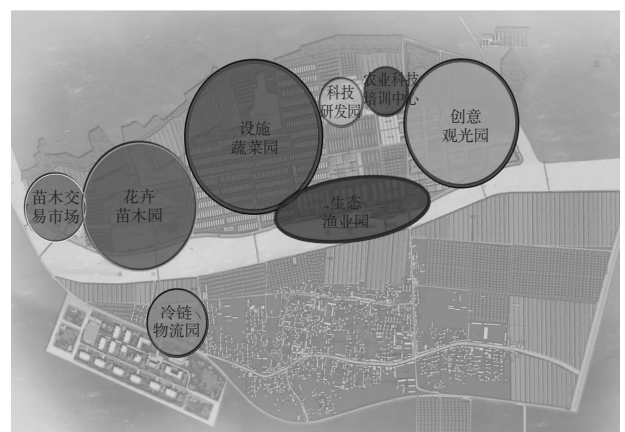 农业科技
培训中心
科技
研发园
创意
观光园
设施
蔬菜园
苗木交
易市场
花卉
苗木园
生态
渔业园
冷链
物流园